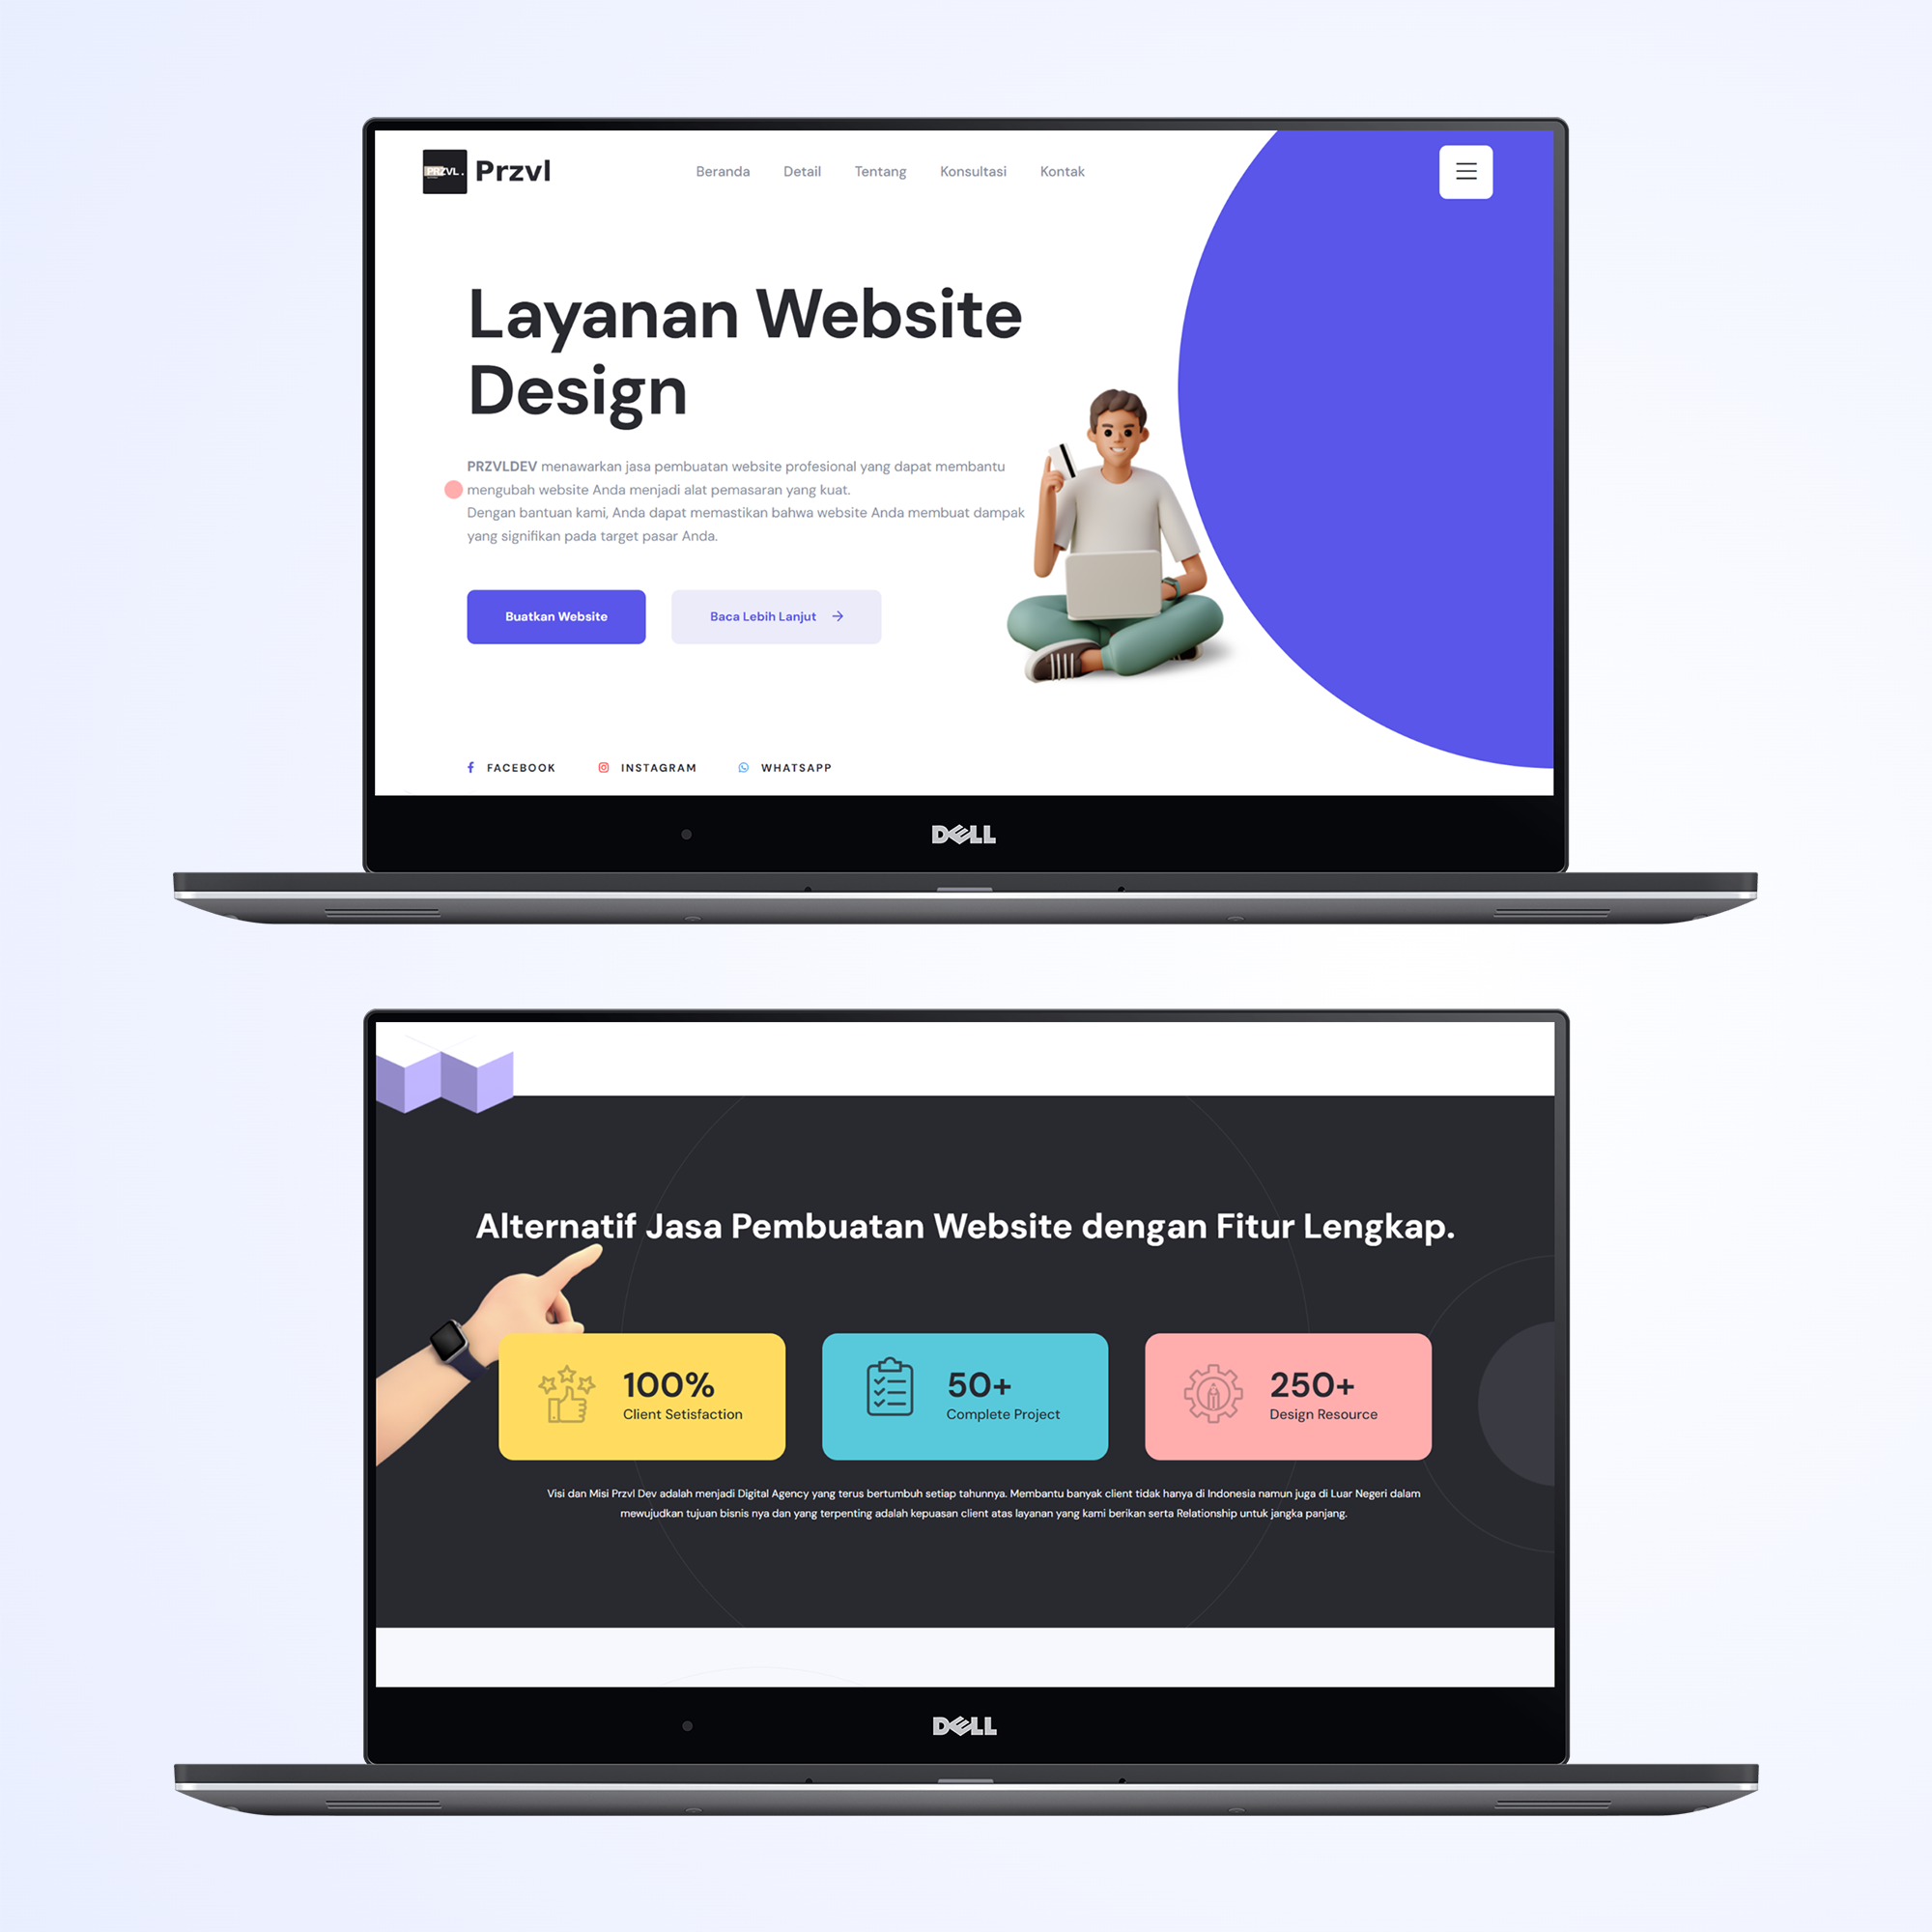 PRZVL.
Przvl
Beranda Detail Tentang Konsultasi Kontak
Layanan Website
Design
PRZVLDEV menawarkan jasa pembuatan website profesional yang dapat membantu
mengubah website Anda menjadi alat pemasaran yang kuat.
Dengan bantuan kami, Anda dapat memastikan bahwa website Anda membuat dampak
yang signifikan pada target pasar Anda.
Buatkan Website
Baca Lebih Lanjut
FACEBOOK INSTAGRAM WHATSAPP
DELL
Alternatif Jasa Pembuatan Website dengan Fitur Lengkap.
100%
Client Setisfaction
50+
Complete Project
250+
Design Resource
Visi dan Misi Przvl Dev adalah menjadi Digital Agency yang terus bertumbuh setiap tahunnya. Membantu banyak client tidak hanya di Indonesia namun juga di Luar Negeri dalam
mewujudkan tujuan bisnis nya dan yang terpenting adalah kepuasan client atas layanan yang kami berikan serta Relationship untuk jangka panjang.
DELL